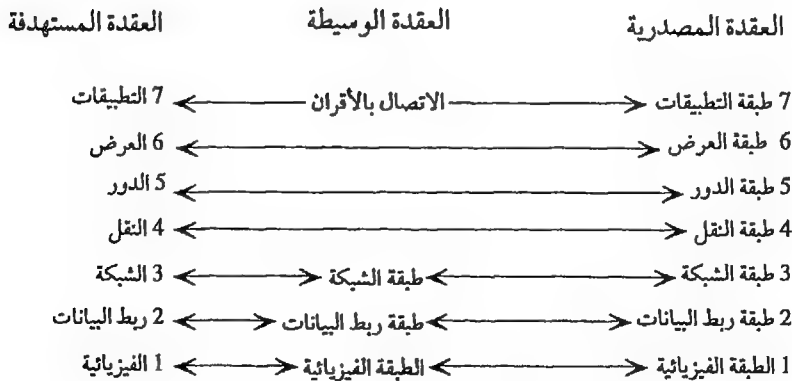 العقدة المصدرية العقدة الوسيطة العقدة المستهدفة
7 طبقة التطبيقات الاتصال بالأقران 7 التطبيقات
6 طبقة العرض 6 العرض
5 طبقة الدور 5 الدور
4 طبقة النقل 4 النقل
3 طبقة الشبكة طبقة الشبكة 3 الشبكة
2 طبقة ربط البيانات طبقة ربط البيانات 2 ربط البيانات
1 الطبقة الفيزيائية الطبقة الفيزيائية 1 الفيزيائية